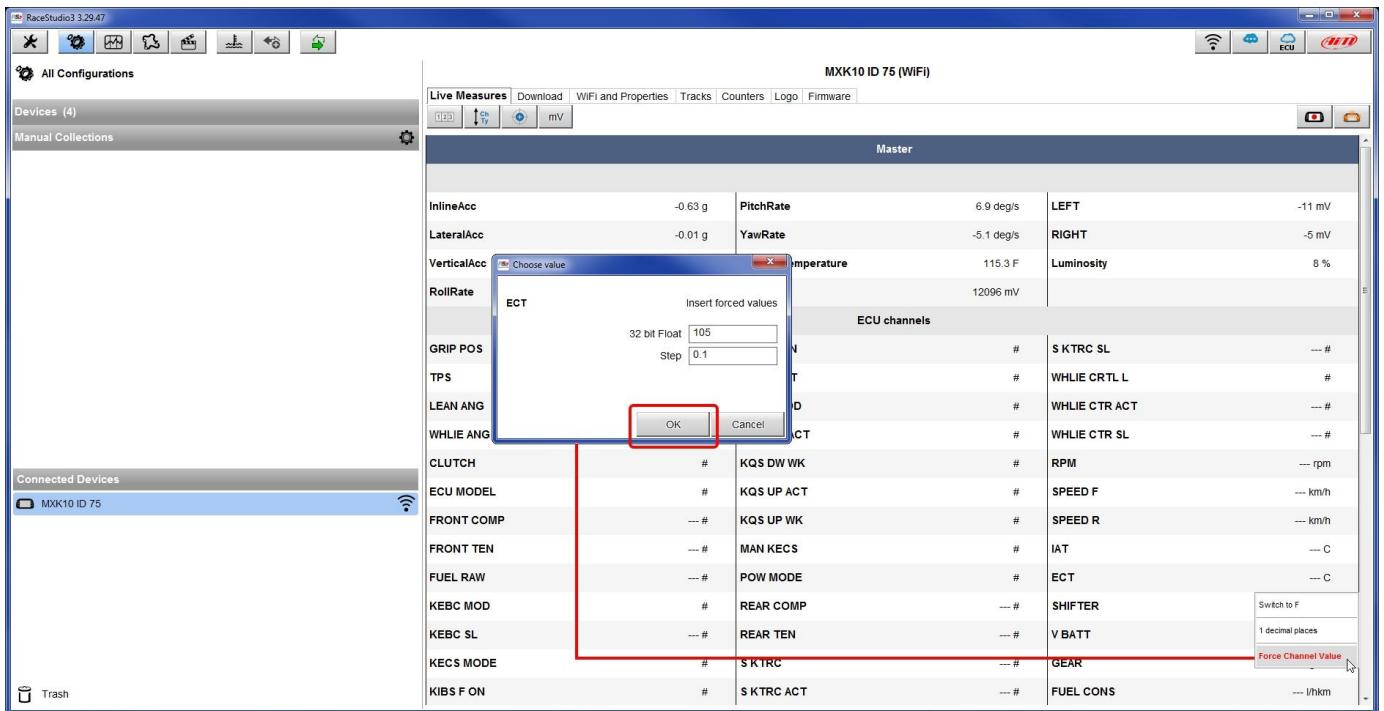 RaceStudio3 3.29.47
ECU
AiM
All Configurations
Devices (4)
Manual Collections
Connected Devices
MXK10 ID 75
Trash
MXK10 ID 75 (WiFi)
Live Measures Download WiFi and Properties Tracks Counters Logo Firmware
123 Ch Ty mV
Master
InlineAcc -0.63 g PitchRate 6.9 deg/s LEFT -11 mV
LateralAcc -0.01 g YawRate -5.1 deg/s RIGHT -5 mV
VerticalAcc emperature 115.3 F Luminosity 8 %
RollRate 12096 mV
ECU channels
GRIP POS N # S KTRC SL --- #
TPS T # WHLIE CRTL L #
LEAN ANG D # WHLIE CTR ACT --- #
WHLIE ANG ACT # WHLIE CTR SL --- #
CLUTCH # KQS DW WK # RPM --- rpm
ECU MODEL # KQS UP ACT # SPEED F --- km/h
FRONT COMP --- # KQS UP WK # SPEED R --- km/h
FRONT TEN --- # MAN KECS # IAT --- C
FUEL RAW --- # POW MODE # ECT --- C
KEBC MOD # REAR COMP --- # SHIFTER
KEBC SL --- # REAR TEN --- # V BATT
KECS MODE # S KTRC --- # GEAR
KIBS F ON # S KTRC ACT --- # FUEL CONS --- l/hkm
Choose value
ECT Insert forced values
32 bit Float 105
Step 0.1
OK Cancel
Switch to F
1 decimal places
Force Channel Value